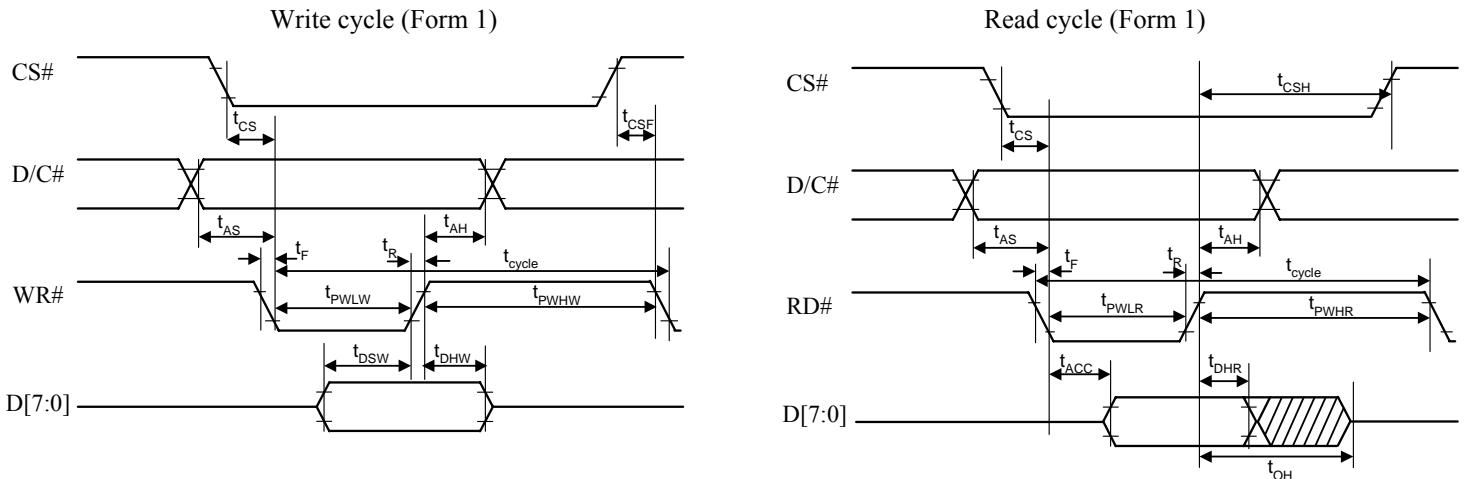 Write cycle (Form 1)
CS#
tCS
tCSF
D/C#
tAS
tAH
tF
tR
tcycle
WR#
tPWLW
tPWHW
tDSW
tDHW
D[7:0]
Read cycle (Form 1)
CS#
tCSH
tCS
D/C#
tAS
tAH
tF
tR
tcycle
RD#
tPWLR
tPWHR
tACC
tDHR
D[7:0]
tOH